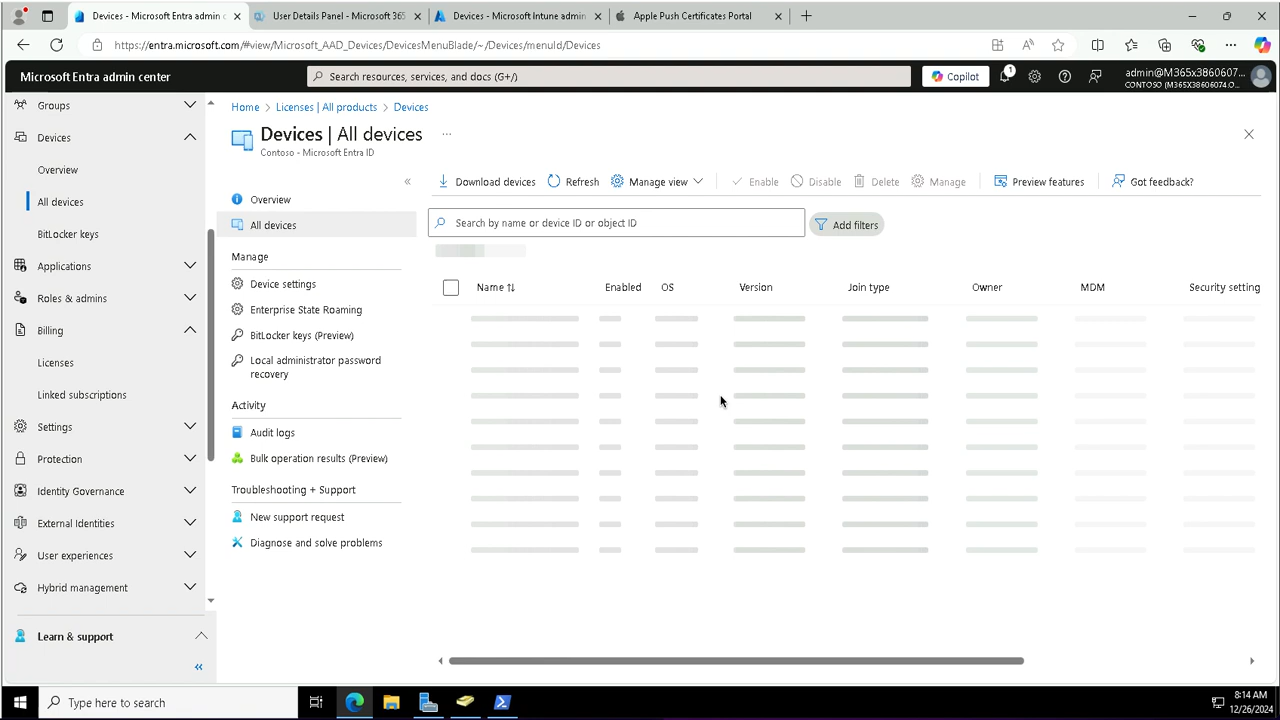 Devices - Microsoft Entra admin c
User Details Panel - Microsoft 365
Devices - Microsoft Intune admin
Apple Push Certificates Portal
https://entra.microsoft.com/#view/Microsoft_AAD_Devices/DevicesMenuBlade/~/Devices/menuId/Devices
Microsoft Entra admin center
Search resources, services, and docs (G+/)
Copilot
1
admin@M365x3860607...
CONTOSO (M365X38606074.O...
Groups
Devices
Overview
All devices
BitLocker keys
Applications
Roles & admins
Billing
Licenses
Linked subscriptions
Settings
Protection
Identity Governance
External Identities
User experiences
Hybrid management
Learn & support
Home > Licenses | All products > Devices
Devices | All devices ...
Contoso - Microsoft Entra ID
Overview
All devices
Manage
Device settings
Enterprise State Roaming
BitLocker keys (Preview)
Local administrator password
recovery
Activity
Audit logs
Bulk operation results (Preview)
Troubleshooting + Support
New support request
Diagnose and solve problems
Download devices
Refresh
Manage view
Enable
Disable
Delete
Manage
Preview features
Got feedback?
Search by name or device ID or object ID
Add filters
Name
Enabled
OS
Version
Join type
Owner
MDM
Security setting
Type here to search
8:14 AM
12/26/2024